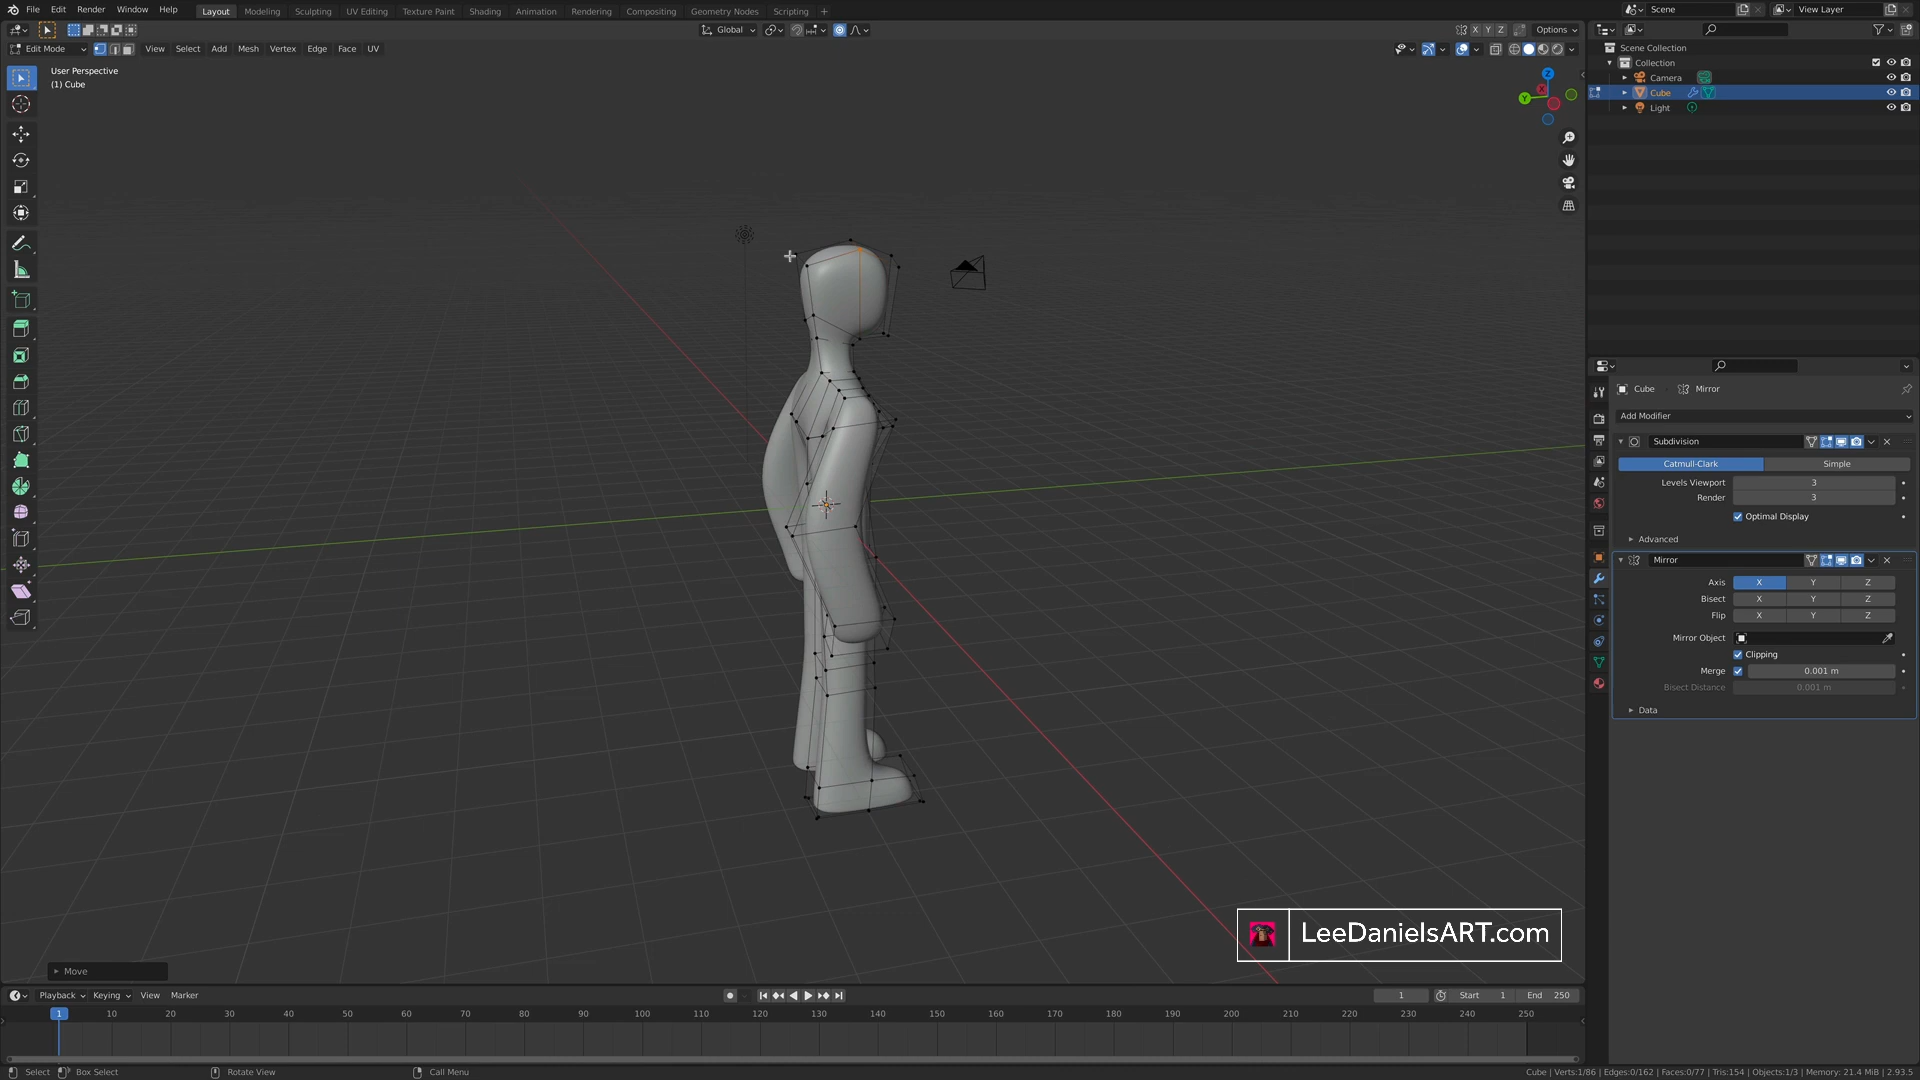 File Edit Render Window Help Layout Modeling Sculpting UV Editing Texture Paint Shading Animation Rendering Compositing Geometry Nodes Scripting + Scene View Layer
Global X Y Z Options
Edit Mode View Select Add Mesh Vertex Edge Face UV
User Perspective
(1) Cube
Z
Y
X
Scene Collection
Collection
Camera
Cube
Light
Cube Mirror
Add Modifier
Subdivision
Catmull-Clark Simple
Levels Viewport 3
Render 3
Optimal Display
Advanced
Mirror
Axis X Y Z
Bisect X Y Z
Flip X Y Z
Mirror Object
Clipping
Merge 0.001 m
Bisect Distance 0.001 m
Data
LeeDanielsART.com
Move
Playback Keying View Marker 1 Start 1 End 250
1 10 20 30 40 50 60 70 80 90 100 110 120 130 140 150 160 170 180 190 200 210 220 230 240 250
Select Box Select Rotate View Call Menu Cube | Verts:1/86 | Edges:0/162 | Faces:0/77 | Tris:154 | Objects:1/3 | Memory: 21.4 MiB | 2.93.5